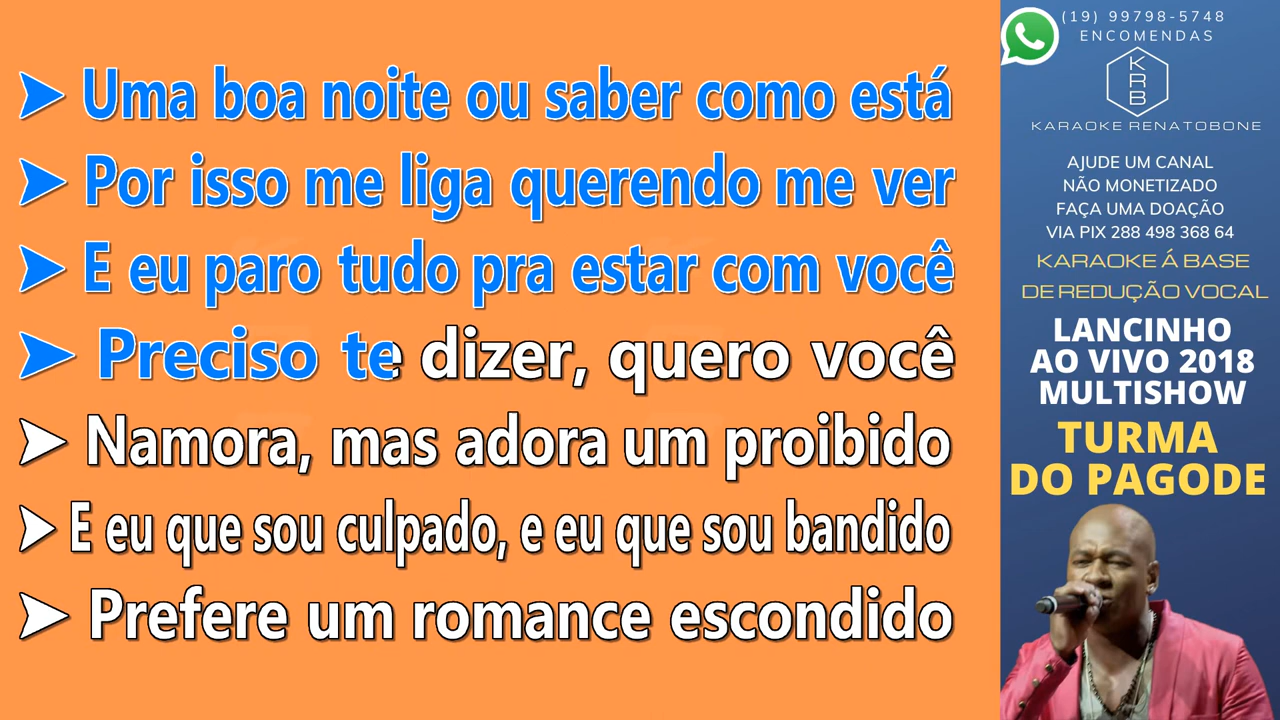 ➤ Uma boa noite ou saber como está
➤ Por isso me liga querendo me ver
➤ E eu paro tudo pra estar com você
➤ Preciso te dizer, quero você
➤ Namora, mas adora um proibido
➤ E eu que sou culpado, e eu que sou bandido
➤ Prefere um romance escondido
(19) 99798-5748
ENCOMENDAS
K
R
B
KARAOKE RENATOBONE
AJUDE UM CANAL
NÃO MONETIZADO
FAÇA UMA DOAÇÃO
VIA PIX 288 498 368 64
KARAOKE Á BASE
DE REDUÇÃO VOCAL
LANCINHO
AO VIVO 2018
MULTISHOW
TURMA
DO PAGODE